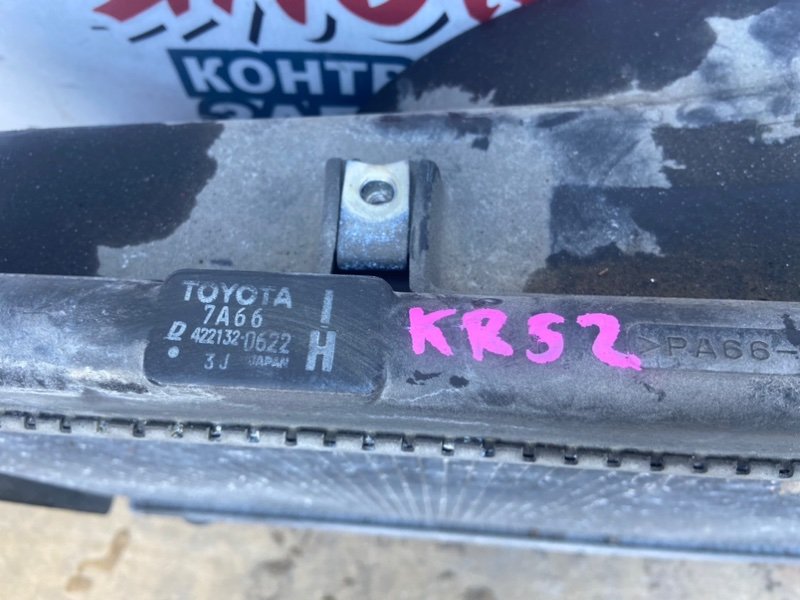 КОНТР
TOYOTA I
7A66
D 422132-0622 H
3J JAPAN
KR52
>PA66-